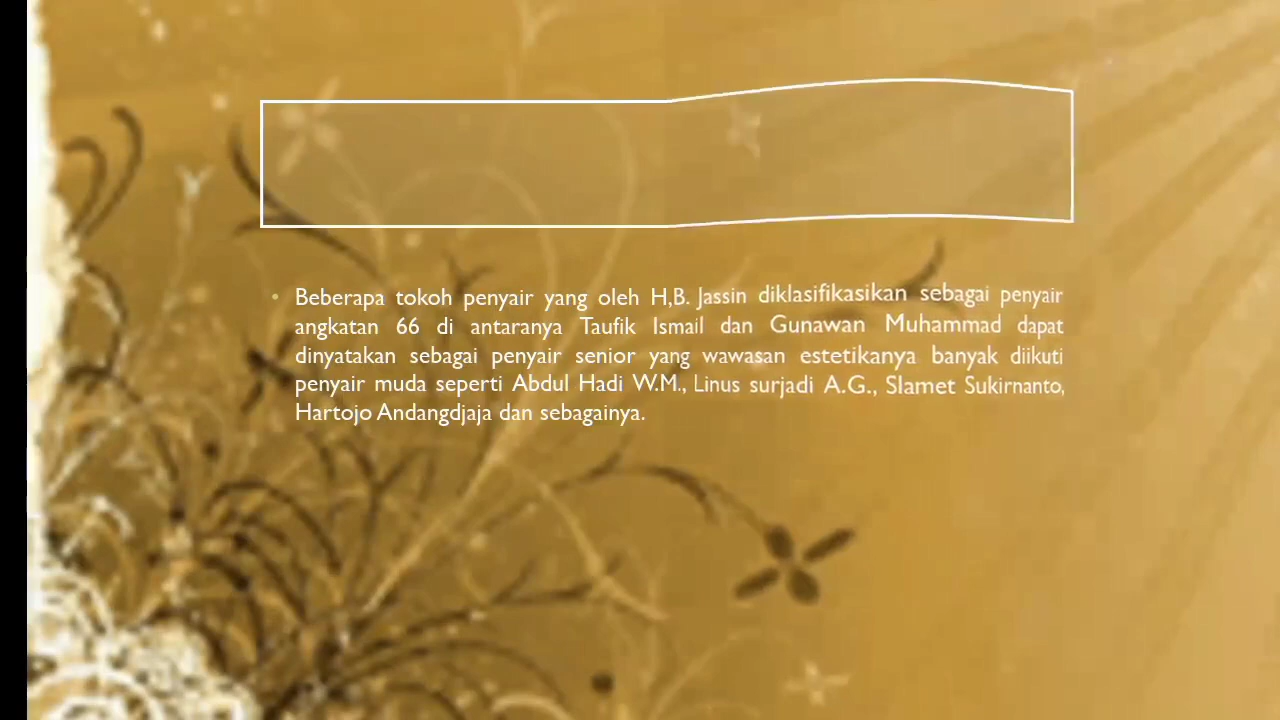 • Beberapa tokoh penyair yang oleh H,B. Jassin diklasifikasikan sebagai penyair
angkatan 66 di antaranya Taufik Ismail dan Gunawan Muhammad dapat
dinyatakan sebagai penyair senior yang wawasan estetikanya banyak diikuti
penyair muda seperti Abdul Hadi W.M., Linus surjadi A.G., Slamet Sukirnanto,
Hartojo Andangdjaja dan sebagainya.